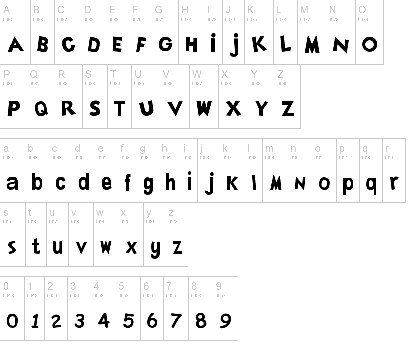 A B C D E F G H I J K L M N O
A B C D E F G H i j K L M N O
P Q R S T U V W X Y Z
P Q R S T U V W X Y Z
a b c d e f g h i j k l m n o p q r
a b c d e f g h i j K l M N O p q r
s t u v w x y z
s t u v w x y z
0 1 2 3 4 5 6 7 8 9
0 1 2 3 4 5 6 7 8 9